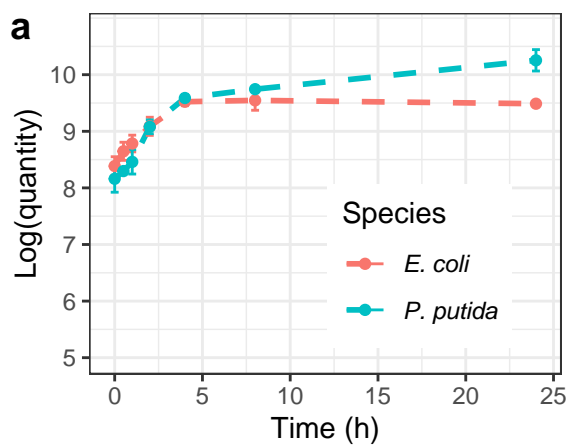 a
Log(quantity)
10
9
8
7
6
5
Species
E. coli
P. putida
0 5 10 15 20 25
Time (h)